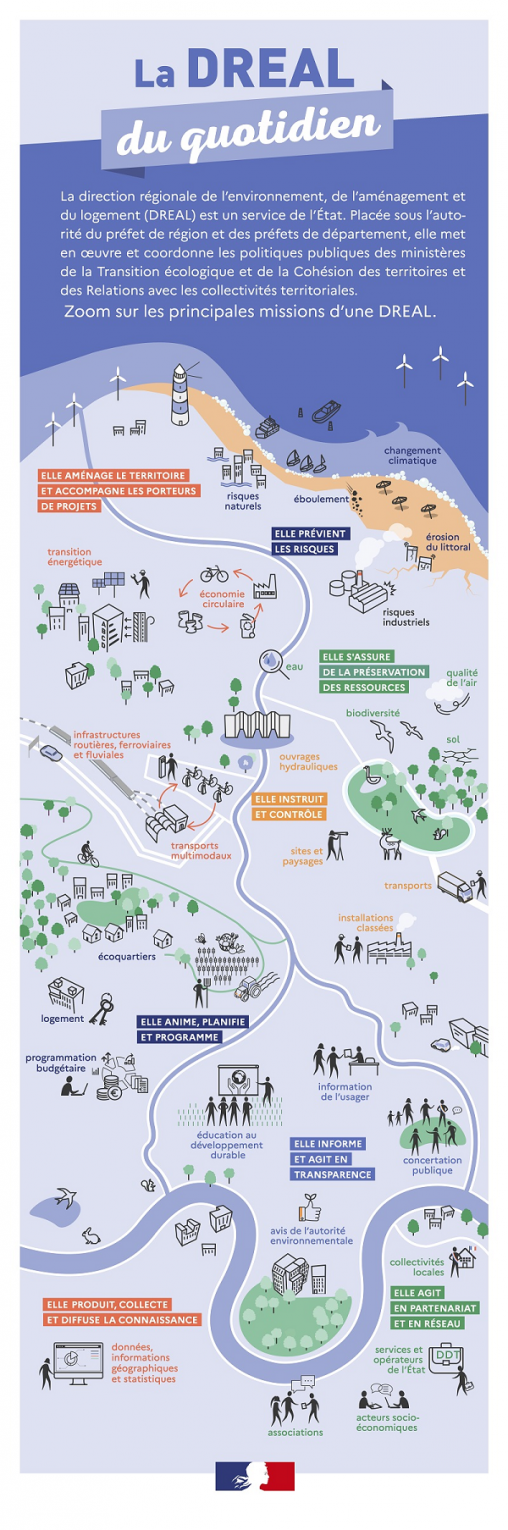 La DREAL
du quotidien
La direction régionale de l'environnement, de l'aménagement et
du logement (DREAL) est un service de l'État. Placée sous l'auto-
rité du préfet de région et des préfets de département, elle met
en œuvre et coordonne les politiques publiques des ministères
de la Transition écologique et de la Cohésion des territoires et
des Relations avec les collectivités territoriales.
Zoom sur les principales missions d'une DREAL.
changement
climatique
ELLE AMÉNAGE LE TERRITOIRE
ET ACCOMPAGNE LES PORTEURS
DE PROJETS
risques
naturels
éboulement
ELLE PRÉVIENT
LES RISQUES
érosion
du littoral
transition
énergétique
économie
circulaire
risques
industriels
eau
ELLE S'ASSURE
DE LA PRÉSERVATION
DES RESSOURCES
qualité
de l'air
biodiversité
sol
infrastructures
routières, ferroviaires
et fluviales
ouvrages
hydrauliques
ELLE INSTRUIT
ET CONTRÔLE
transports
multimodaux
sites et
paysages
transports
installations
classées
écoquartiers
logement
ELLE ANIME, PLANIFIE
ET PROGRAMME
programmation
budgétaire
information
de l'usager
éducation au
développement
durable
ELLE INFORME
ET AGIT EN
TRANSPARENCE
concertation
publique
avis de l'autorité
environnementale
collectivités
locales
ELLE PRODUIT, COLLECTE
ET DIFFUSE LA CONNAISSANCE
ELLE AGIT
EN PARTENARIAT
ET EN RÉSEAU
données,
informations
géographiques
et statistiques
services et
opérateurs
de l'État
DDT
associations
acteurs socio-
économiques